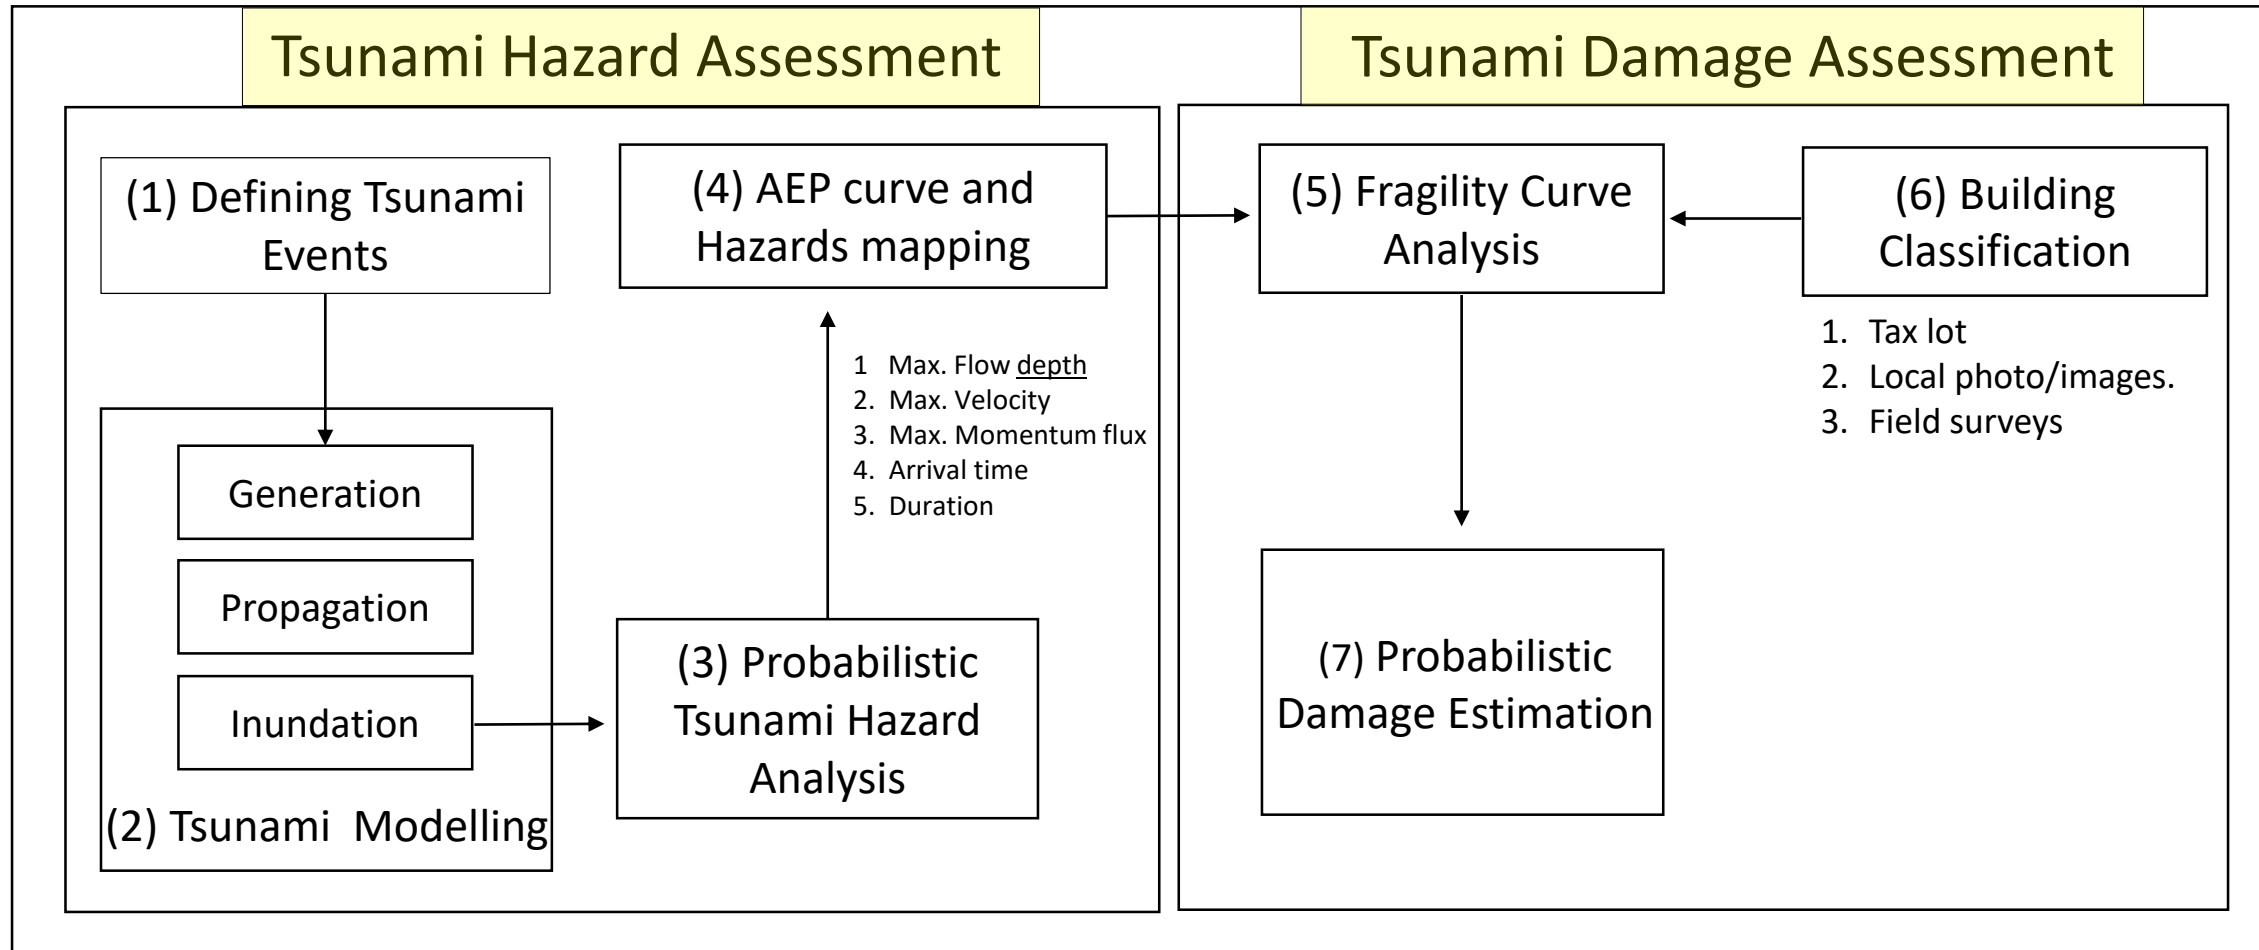 Tsunami Hazard Assessment
Tsunami Damage Assessment
(1) Defining Tsunami
Events
Generation
Propagation
Inundation
(2) Tsunami  Modelling
(3) Probabilistic
Tsunami Hazard
Analysis
(4) AEP curve and
Hazards mapping
1 Max. Flow depth
2. Max. Velocity
3. Max. Momentum flux
4. Arrival time
5. Duration
(5) Fragility Curve
Analysis
(6) Building
Classification
1. Tax lot
2. Local photo/images.
3. Field surveys
(7) Probabilistic
Damage Estimation